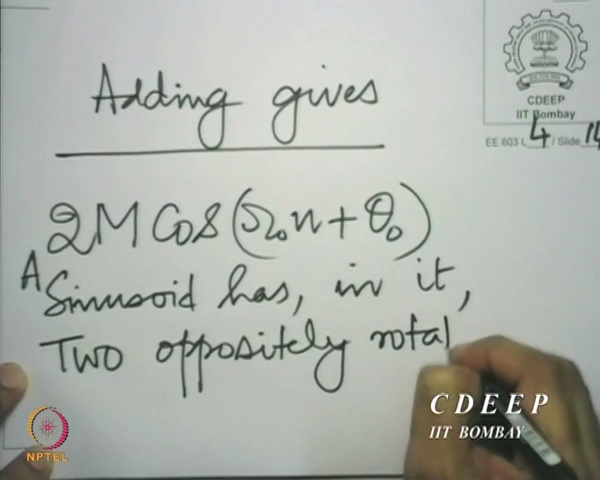 Adding gives
CDEEP
IIT Bombay
EE 603 L 4 / Slide 14
2M Cos(Ω₀n + θ₀)
A Sinusoid has, in it,
Two oppositely rotat
CDEEP
IIT BOMBAY
NPTEL